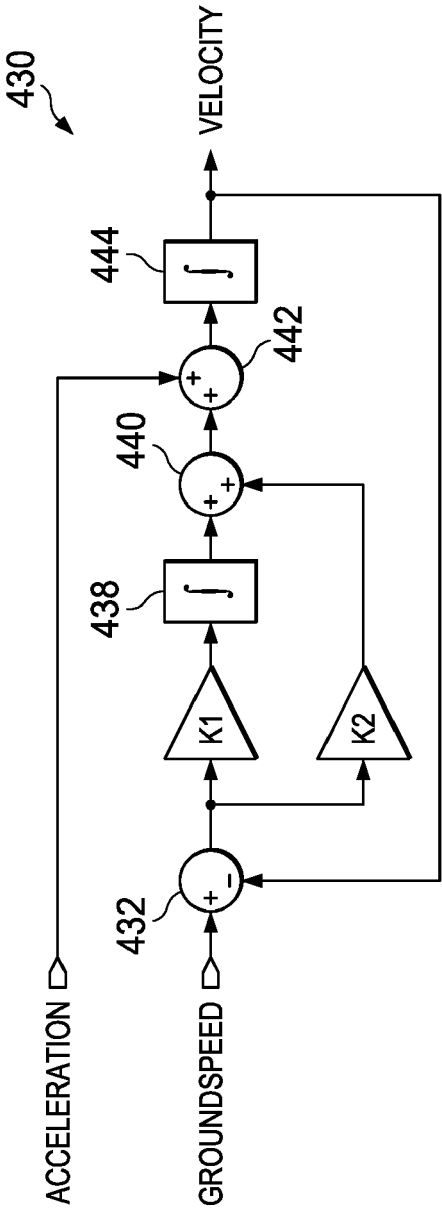 430
ACCELERATION
GROUNDSPEED
432
+
-
K1
K2
438
∫
440
+
+
442
+
+
444
∫
VELOCITY